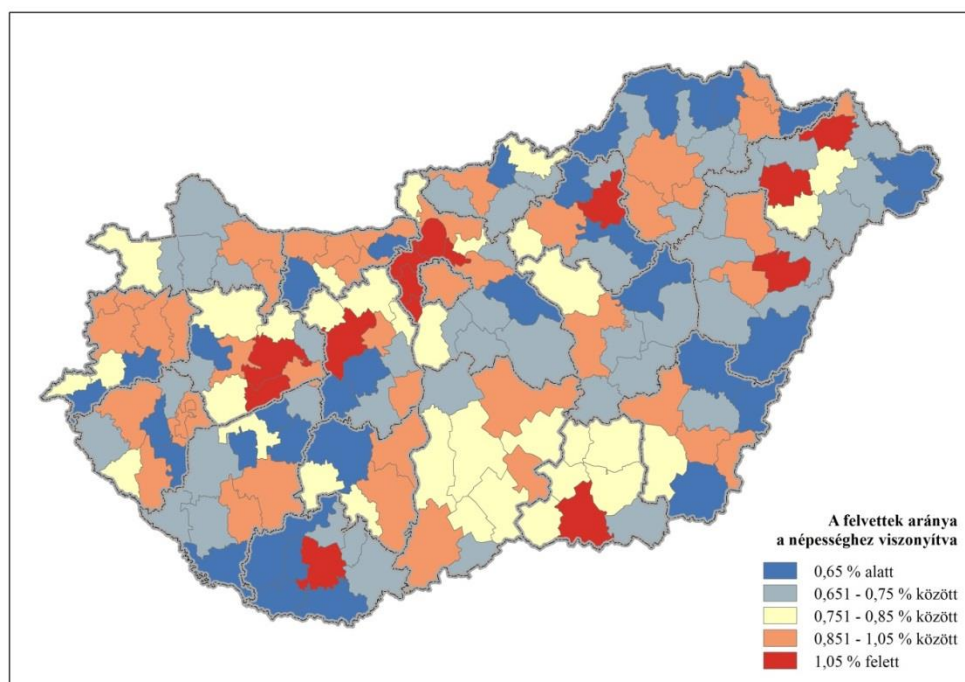 A felvettek aránya
a népességhez viszonyítva
0,65 % alatt
0,651 - 0,75 % között
0,751 - 0,85 % között
0,851 - 1,05 % között
1,05 % felett